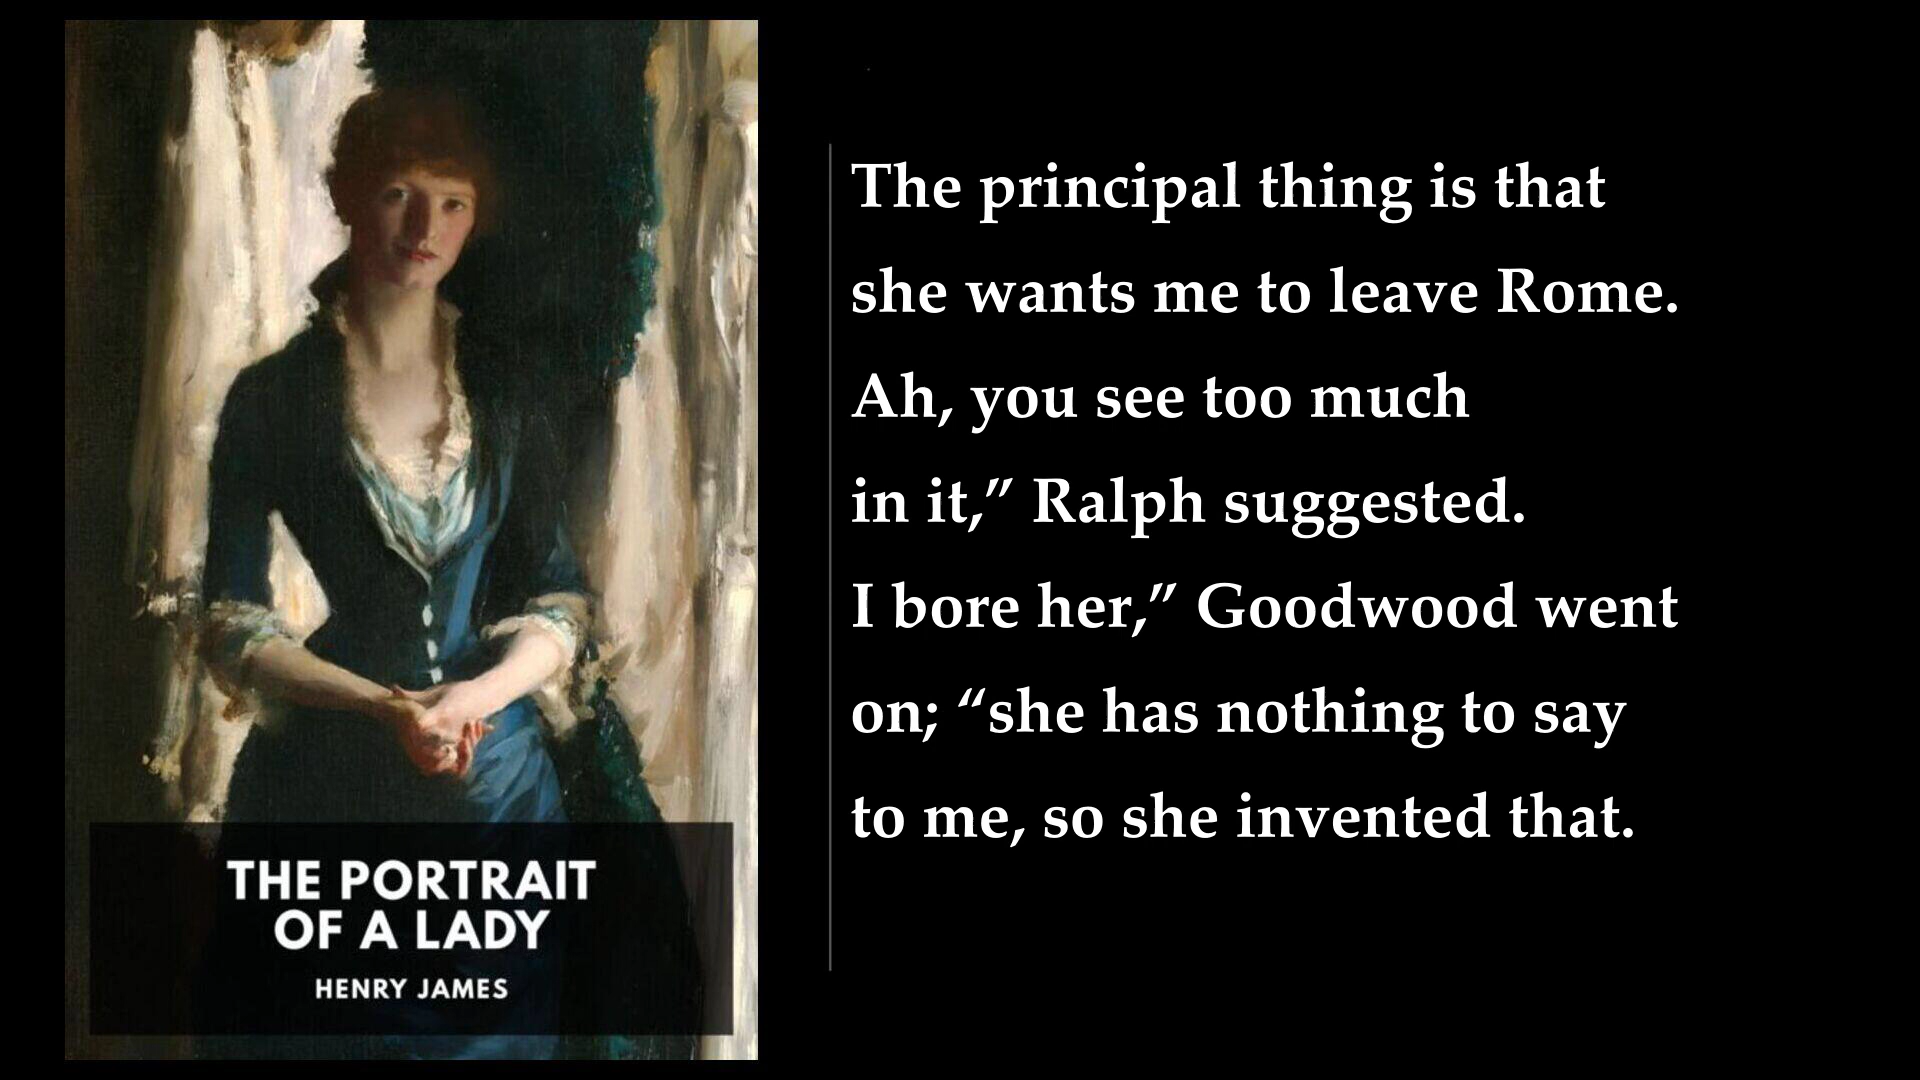 THE PORTRAIT
OF A LADY
HENRY JAMES
The principal thing is that
she wants me to leave Rome.
Ah, you see too much
in it,” Ralph suggested.
I bore her,” Goodwood went
on; “she has nothing to say
to me, so she invented that.